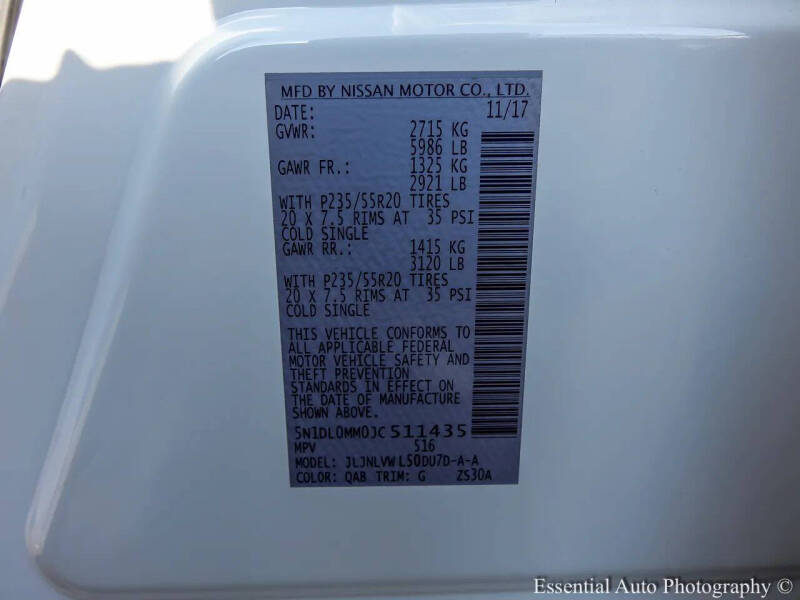 MFD BY NISSAN MOTOR CO., LTD.
DATE: 11/17
GVWR: 2715 KG
5986 LB
GAWR FR.: 1325 KG
2921 LB
WITH P235/55R20 TIRES
20 X 7.5 RIMS AT 35 PSI
COLD SINGLE
GAWR RR.: 1415 KG
3120 LB
WITH P235/55R20 TIRES
20 X 7.5 RIMS AT 35 PSI
COLD SINGLE
THIS VEHICLE CONFORMS TO
ALL APPLICABLE FEDERAL
MOTOR VEHICLE SAFETY AND
THEFT PREVENTION
STANDARDS IN EFFECT ON
THE DATE OF MANUFACTURE
SHOWN ABOVE.
5N1DL0MM0JC511435
MPV 516
MODEL: JLJNLVWL50DU7D-A-A
COLOR: QAB TRIM: G ZS30A
Essential Auto Photography ©